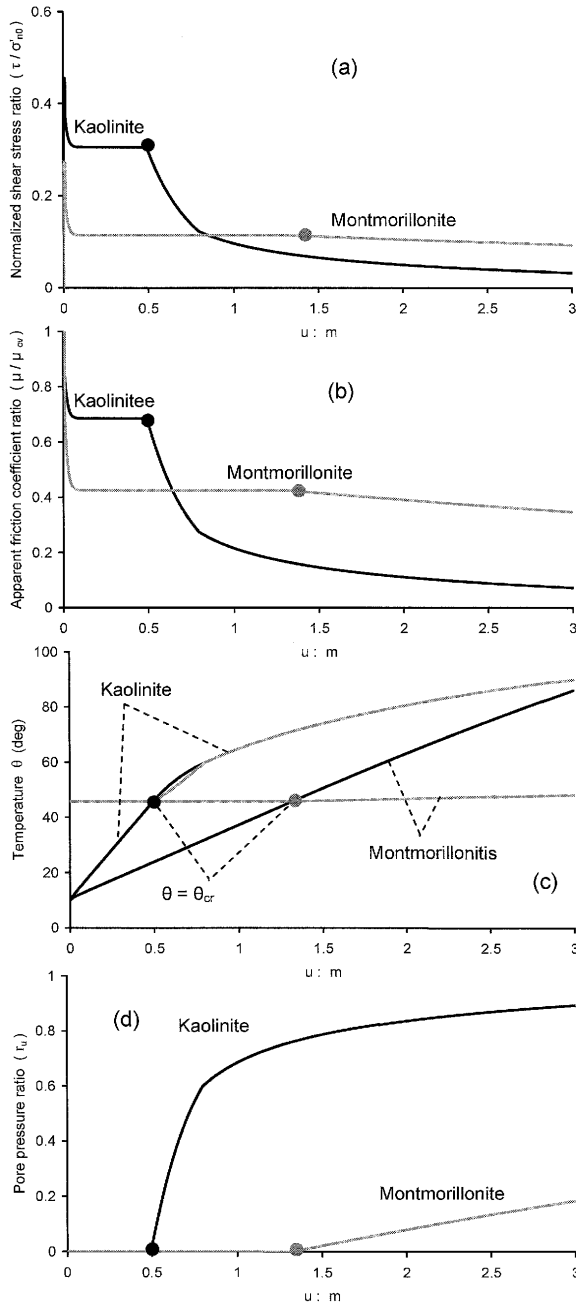 Normalized shear stress ratio ( τ / σ'n0 )
(a)
0.6
0.4
0.2
0
Kaolinite
Montmorillonite
0 0.5 1 1.5 2 2.5 3
u : m
Apparent friction coefficient ratio ( μ / μ cv )
(b)
1
0.8
0.6
0.4
0.2
0
Kaolinitee
Montmorillonite
0 0.5 1 1.5 2 2.5 3
u : m
Temperature θ (deg)
100
80
60
40
20
0
Kaolinite
Montmorillonitis
θ = θcr
(c)
0 0.5 1 1.5 2 2.5 3
u : m
Pore pressure ratio ( ru )
(d)
1
0.8
0.6
0.4
0.2
0
Kaolinite
Montmorillonite
0 0.5 1 1.5 2 2.5 3
u : m